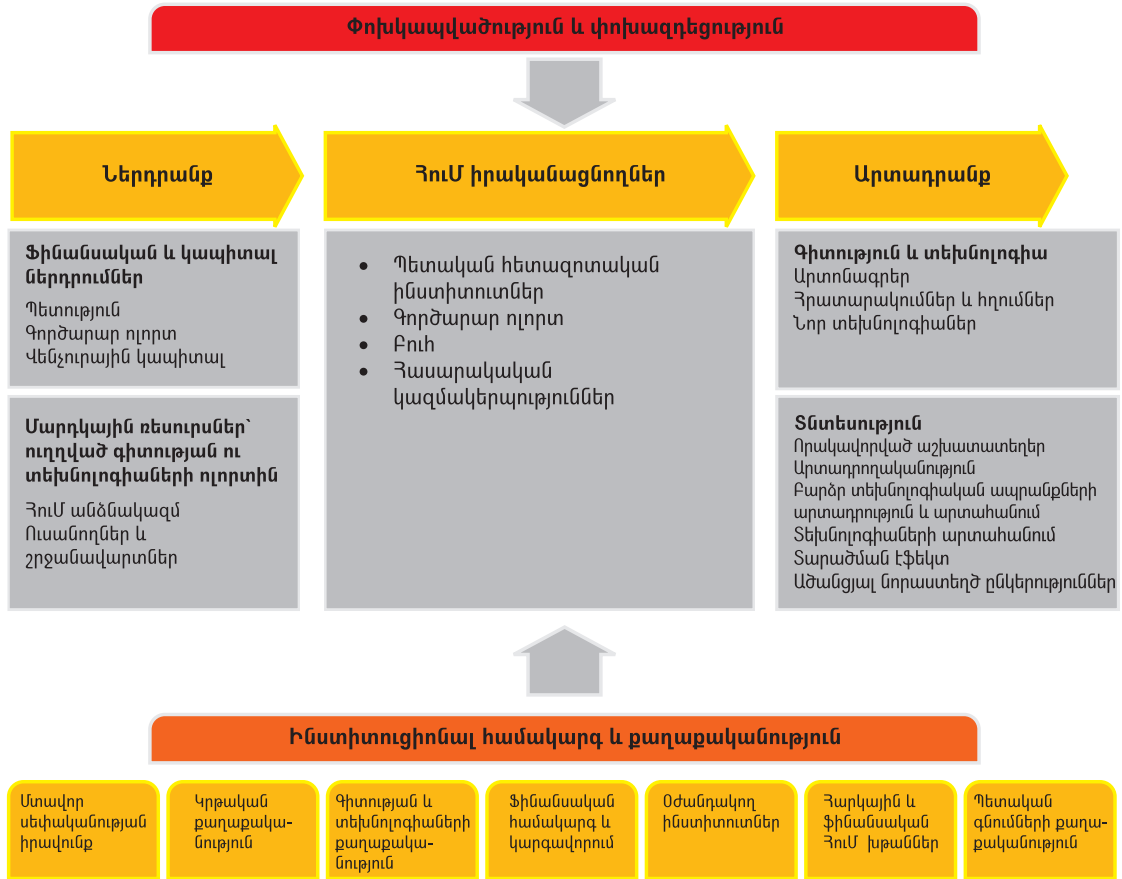 Փոխկապվածություն և փոխազդեցություն
Ներդրանք
ՀուՄ իրականացնողներ
Արտադրանք
Ֆինանսական և կապիտալ
ներդրումներ
Պետություն
Գործարար ոլորտ
Վենչուրային կապիտալ
Մարդկային ռեսուրսներ՝
ուղղված գիտության ու
տեխնոլոգիաների ոլորտին
ՀուՄ անձնակազմ
Ուսանողներ և
շրջանավարտներ
• Պետական հետազոտական
ինստիտուտներ
• Գործարար ոլորտ
• Բուհ
• Հասարակական
կազմակերպություններ
Գիտություն և տեխնոլոգիա
Արտոնագրեր
Հրատարակումներ և հղումներ
Նոր տեխնոլոգիաներ
Տնտեսություն
Որակավորված աշխատատեղեր
Արտադրողականություն
Բարձր տեխնոլոգիական ապրանքների
արտադրություն և արտահանում
Տեխնոլոգիաների արտահանում
Տարածման էֆեկտ
Ածանցյալ նորաստեղծ ընկերություններ
Ինստիտուցիոնալ համակարգ և քաղաքականություն
Մտավոր
սեփականության
իրավունք
Կրթական
քաղաքակա-
նություն
Գիտության և
տեխնոլոգիաների
քաղաքակա-
նություն
Ֆինանսական
համակարգ և
կարգավորում
Օժանդակող
ինստիտուտներ
Հարկային և
ֆինանսական
ՀուՄ խթաններ
Պետական
գնումների քաղա-
քականություն